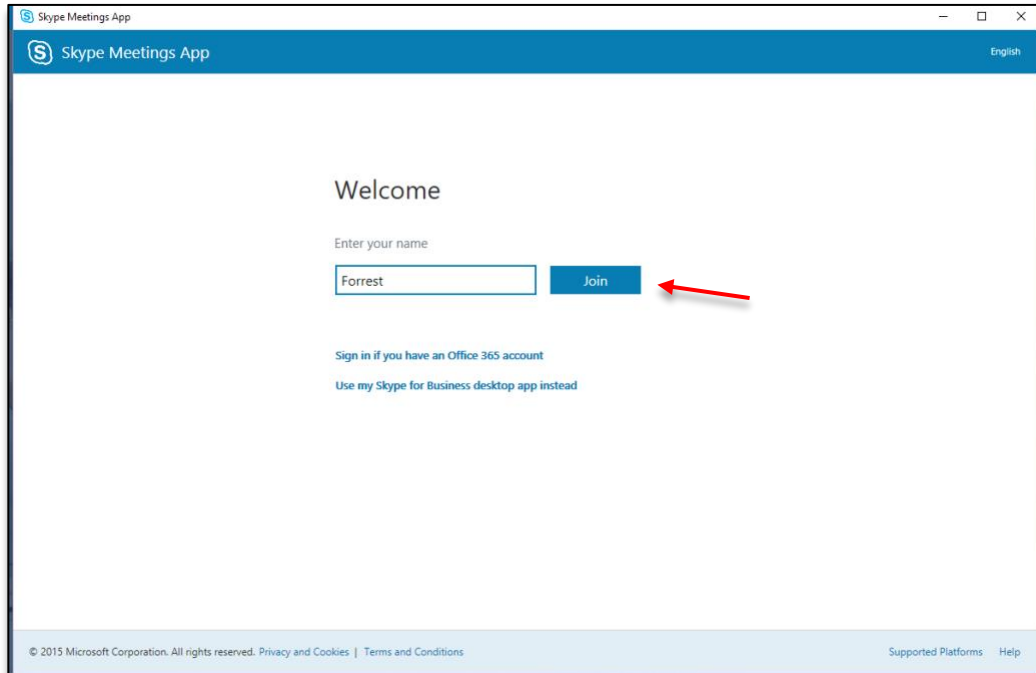 Skype Meetings App
Skype Meetings App
English
Welcome
Enter your name
Forrest
Join
Sign in if you have an Office 365 account
Use my Skype for Business desktop app instead
© 2015 Microsoft Corporation. All rights reserved. Privacy and Cookies | Terms and Conditions
Supported Platforms Help